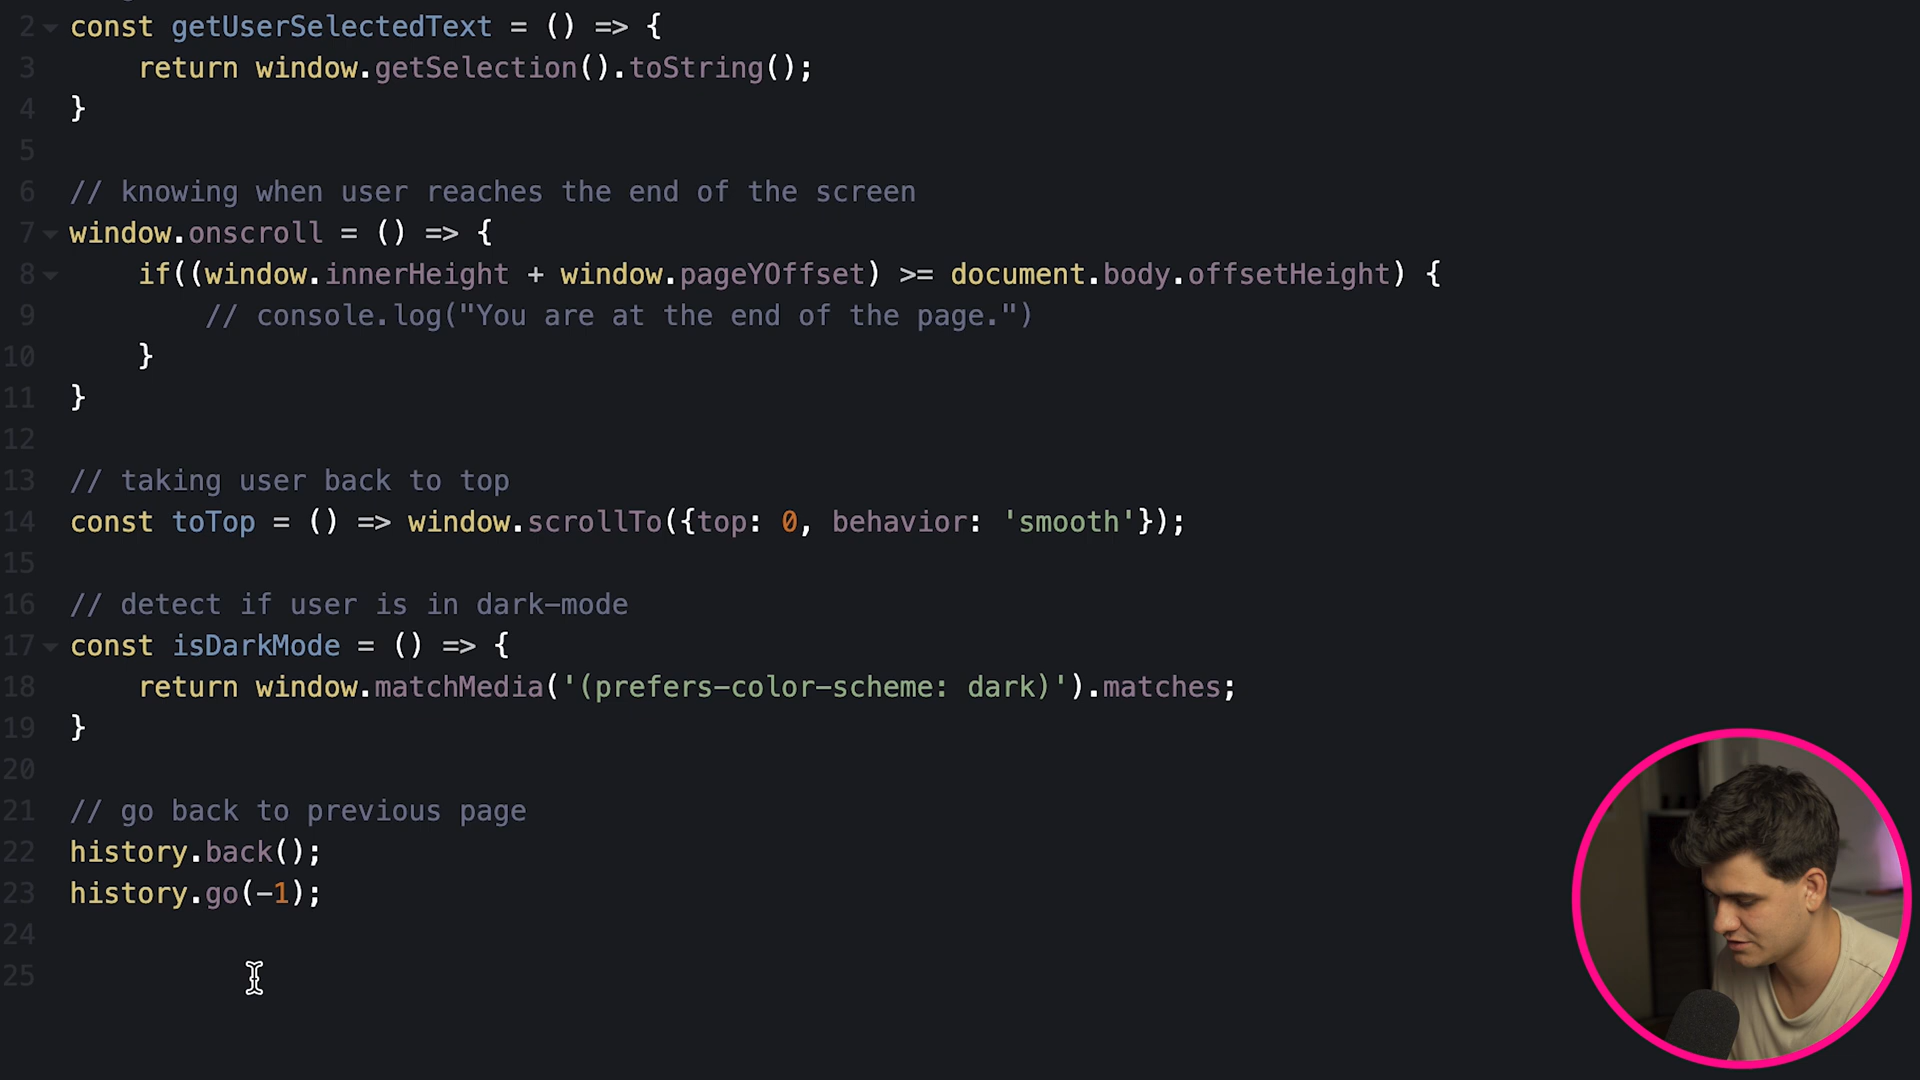 2 const getUserSelectedText = () => {
3 return window.getSelection().toString();
4 }
5
6 // knowing when user reaches the end of the screen
7 window.onscroll = () => {
8 if((window.innerHeight + window.pageYOffset) >= document.body.offsetHeight) {
9 // console.log("You are at the end of the page.")
10 }
11 }
12
13 // taking user back to top
14 const toTop = () => window.scrollTo({top: 0, behavior: 'smooth'});
15
16 // detect if user is in dark-mode
17 const isDarkMode = () => {
18 return window.matchMedia('(prefers-color-scheme: dark)').matches;
19 }
20
21 // go back to previous page
22 history.back();
23 history.go(-1);
24
25